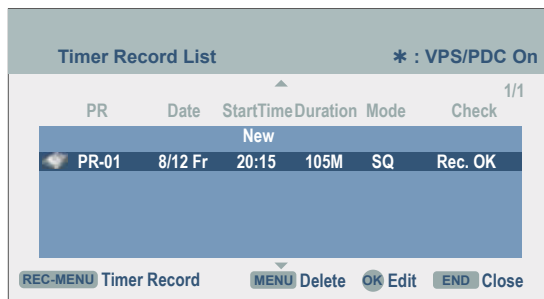 Timer Record List ✱ : VPS/PDC On
1/1
PR Date StartTime Duration Mode Check
New
PR-01 8/12 Fr 20:15 105M SQ Rec. OK
REC-MENU Timer Record MENU Delete OK Edit END Close